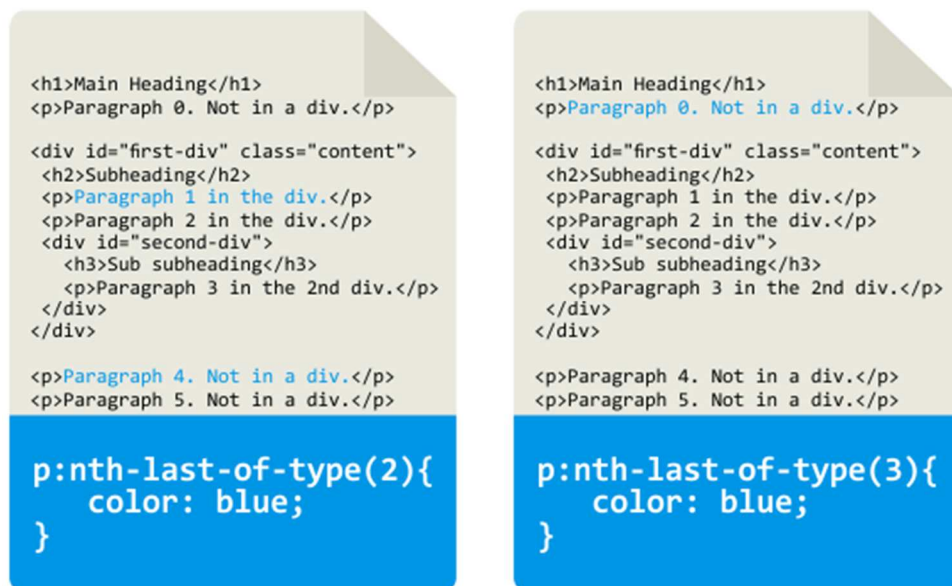 <h1>Main Heading</h1>
<p>Paragraph 0. Not in a div.</p>
<div id="first-div" class="content">
<h2>Subheading</h2>
<p>Paragraph 1 in the div.</p>
<p>Paragraph 2 in the div.</p>
<div id="second-div">
<h3>Sub subheading</h3>
<p>Paragraph 3 in the 2nd div.</p>
</div>
</div>
<p>Paragraph 4. Not in a div.</p>
<p>Paragraph 5. Not in a div.</p>
p:nth-last-of-type(2){
color: blue;
}
<h1>Main Heading</h1>
<p>Paragraph 0. Not in a div.</p>
<div id="first-div" class="content">
<h2>Subheading</h2>
<p>Paragraph 1 in the div.</p>
<p>Paragraph 2 in the div.</p>
<div id="second-div">
<h3>Sub subheading</h3>
<p>Paragraph 3 in the 2nd div.</p>
</div>
</div>
<p>Paragraph 4. Not in a div.</p>
<p>Paragraph 5. Not in a div.</p>
p:nth-last-of-type(3){
color: blue;
}